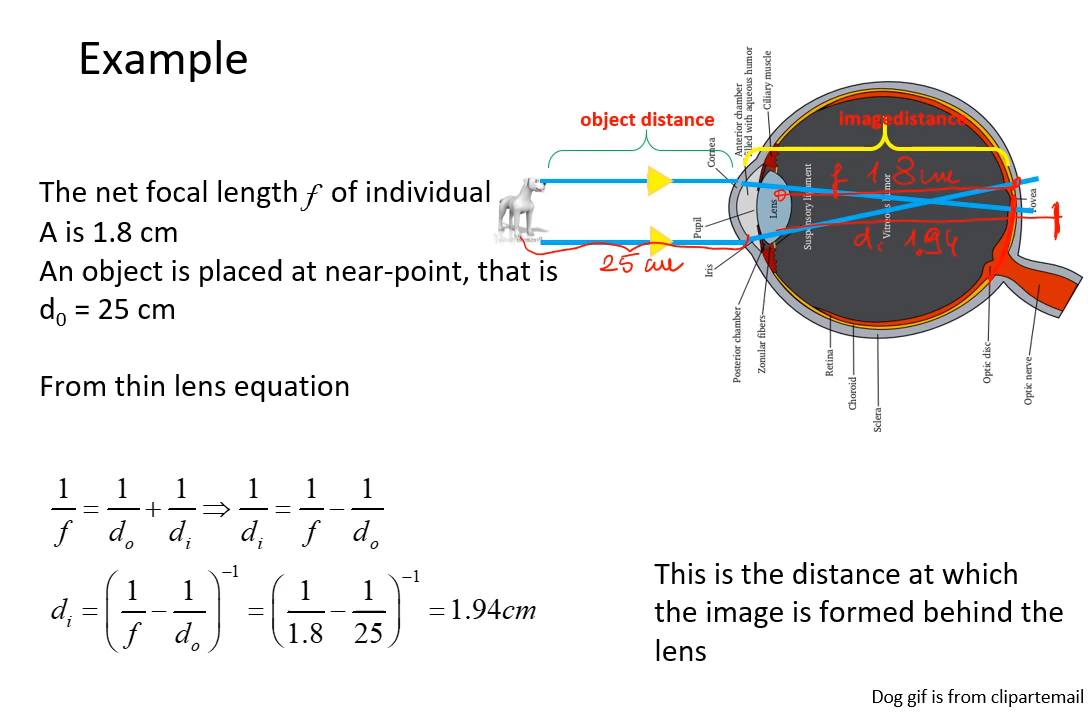 Example
The net focal length f of individual
A is 1.8 cm
An object is placed at near-point, that is
d₀ = 25 cm
From thin lens equation
1/f = 1/dₒ + 1/dᵢ ⇒ 1/dᵢ = 1/f − 1/dₒ
dᵢ = (1/f − 1/dₒ)⁻¹ = (1/1.8 − 1/25)⁻¹ = 1.94cm
object distance
imagedistance
25 cm
f 1.8 cm
dᵢ 1.94
Cornea
Anterior chamber
filled with aqueous humor
Ciliary muscle
Lens
Suspensory ligament
Vitreous humor
Fovea
Pupil
Iris
Posterior chamber
Zonular fibers
Retina
Choroid
Sclera
Optic disc
Optic nerve
This is the distance at which
the image is formed behind the
lens
Dog gif is from clipartemail